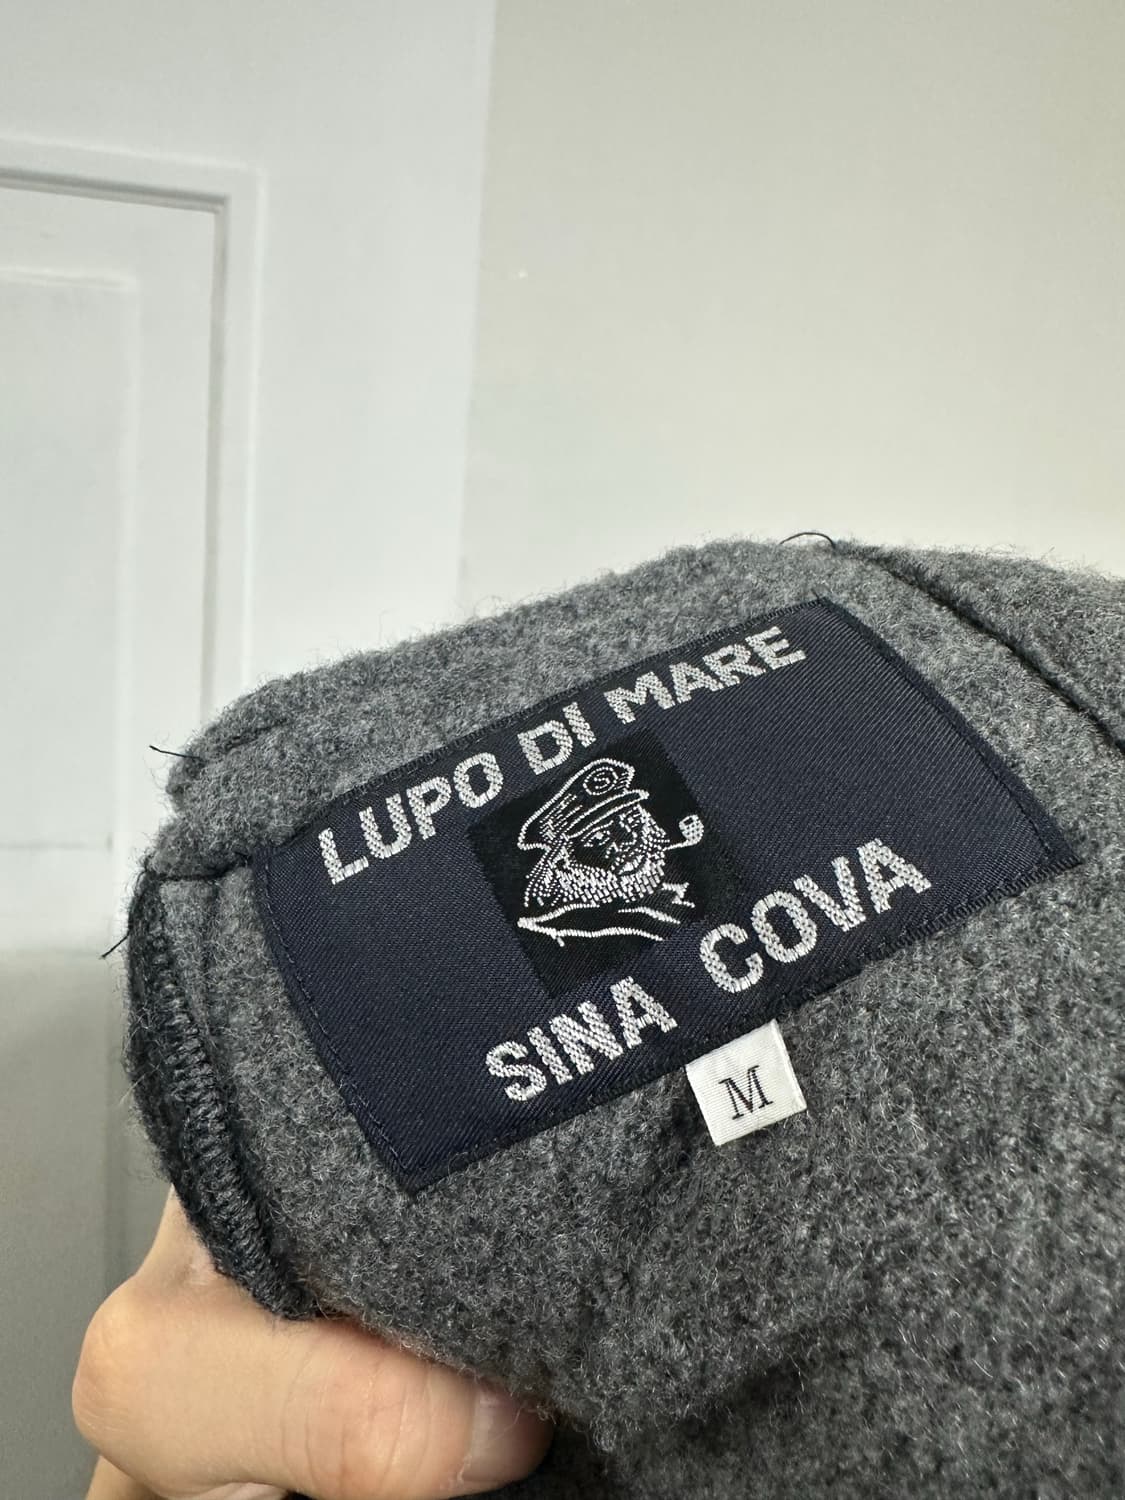 LUPO DI MARE
SINA COVA
M